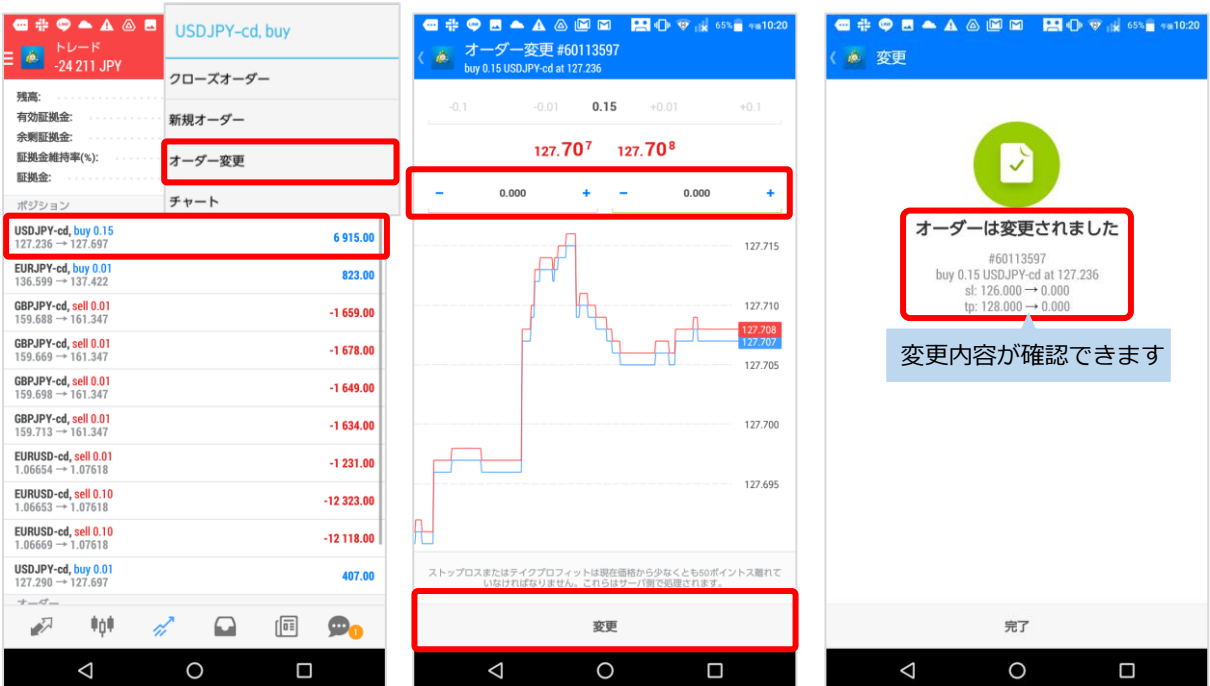 トレード
-24 211 JPY
残高:
有効証拠金:
余剰証拠金:
証拠金維持率(%):
証拠金:
USDJPY-cd, buy
クローズオーダー
新規オーダー
オーダー変更
チャート
ポジション
USDJPY-cd, buy 0.15
127.236 → 127.697
6 915.00
EURJPY-cd, buy 0.01
136.599 → 137.422
823.00
GBPJPY-cd, sell 0.01
159.688 → 161.347
-1 659.00
GBPJPY-cd, sell 0.01
159.669 → 161.347
-1 678.00
GBPJPY-cd, sell 0.01
159.698 → 161.347
-1 649.00
GBPJPY-cd, sell 0.01
159.713 → 161.347
-1 634.00
EURUSD-cd, sell 0.01
1.06654 → 1.07618
-1 231.00
EURUSD-cd, sell 0.10
1.06653 → 1.07618
-12 323.00
EURUSD-cd, sell 0.10
1.06669 → 1.07618
-12 118.00
USDJPY-cd, buy 0.01
127.290 → 127.697
407.00
オーダー
1
65% 10:20
オーダー変更 #60113597
buy 0.15 USDJPY-cd at 127.236
-0.1 -0.01 0.15 +0.01 +0.1
127.707 127.708
− 0.000 + − 0.000 +
127.715
127.710
127.708
127.707
127.705
127.700
127.695
ストップロスまたはテイクプロフィットは現在価格から少なくとも50ポイントス離れて
いなければなりません。これらはサーバ側で処理されます。
変更
65% 10:20
変更
オーダーは変更されました
#60113597
buy 0.15 USDJPY-cd at 127.236
sl: 126.000 → 0.000
tp: 128.000 → 0.000
変更内容が確認できます
完了